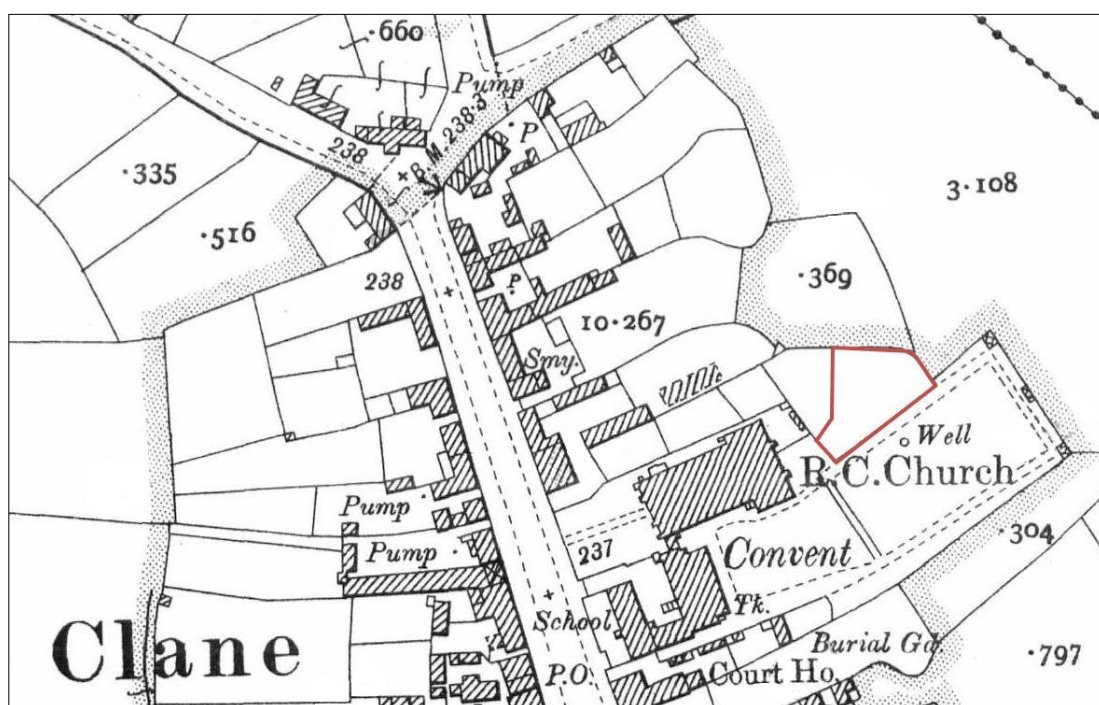 ·660
Pump
P
238
B.M.238·3
·335
3·108
·516
·369
238
P
10·267
Smy.
Well
R.C.Church
Pump
·304
237
Convent
Pump
Tk.
School
Burial Gd.
Clane
·797
P.O.
Court Ho.